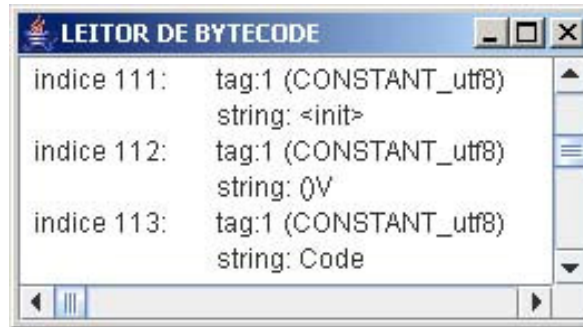 LEITOR DE BYTECODE
indice 111: tag:1 (CONSTANT_utf8)
string: <init>
indice 112: tag:1 (CONSTANT_utf8)
string: ()V
indice 113: tag:1 (CONSTANT_utf8)
string: Code